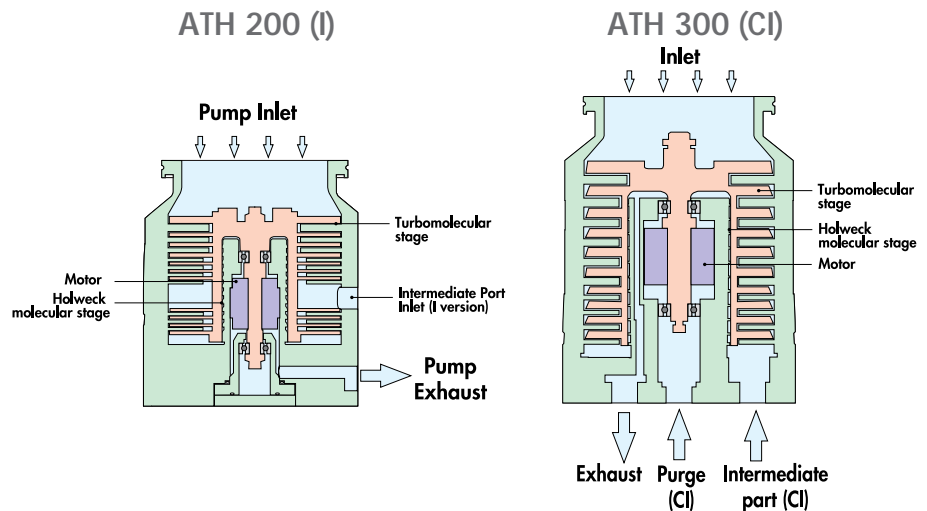 ATH 200 (I)
Pump Inlet
Turbomolecular
stage
Motor
Holweck
molecular stage
Intermediate Port
Inlet (I version)
Pump
Exhaust
ATH 300 (CI)
Inlet
Turbomolecular
stage
Holweck
molecular stage
Motor
Exhaust
Purge
(CI)
Intermediate
part (CI)